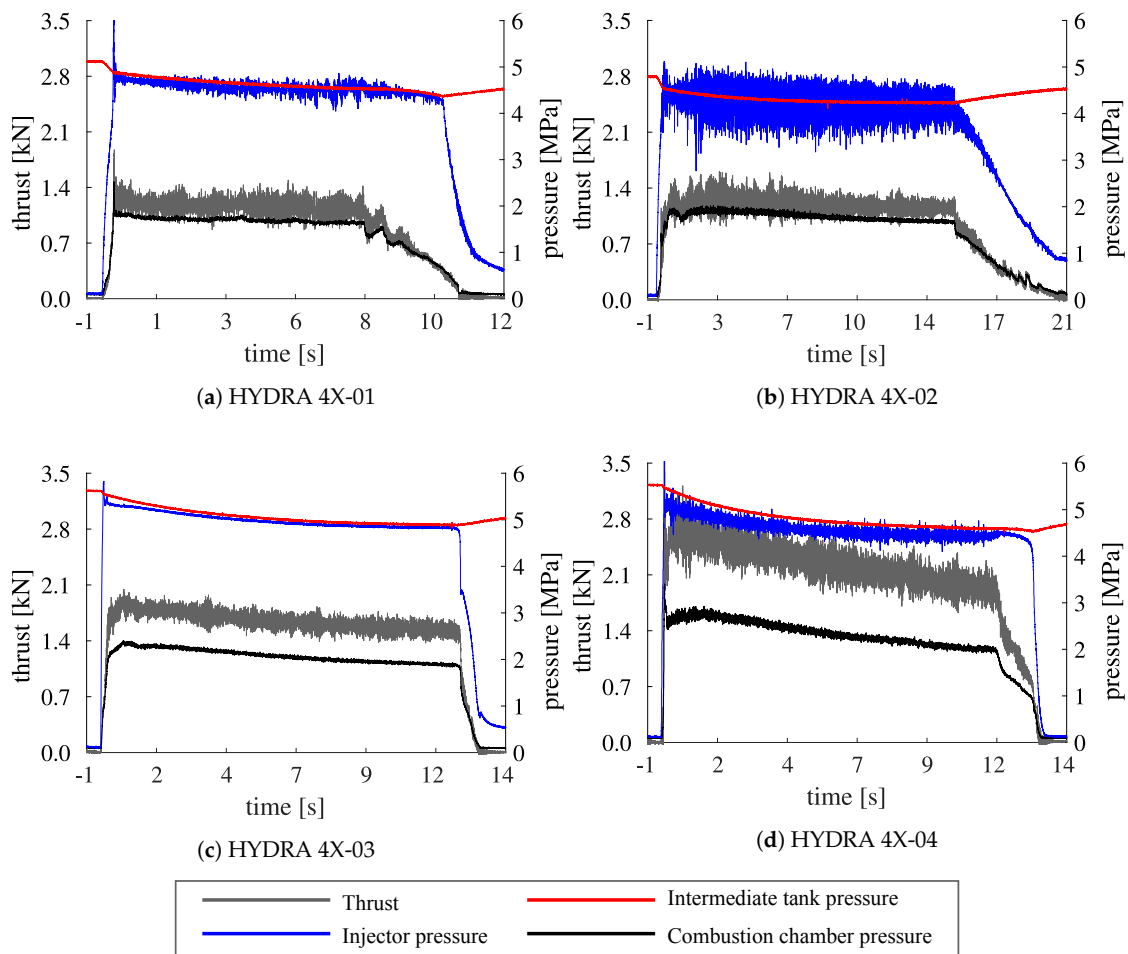 3.5
2.8
2.1
1.4
0.7
0.0
thrust [kN]
6
5
4
3
2
1
0
pressure [MPa]
-1 1 3 4 6 8 10 12
time [s]
(a) HYDRA 4X-01
3.5
2.8
2.1
1.4
0.7
0.0
thrust [kN]
6
5
4
3
2
1
0
pressure [MPa]
-1 3 7 10 14 17 21
time [s]
(b) HYDRA 4X-02
3.5
2.8
2.1
1.4
0.7
0.0
thrust [kN]
6
5
4
3
2
1
0
pressure [MPa]
-1 2 4 7 9 12 14
time [s]
(c) HYDRA 4X-03
3.5
2.8
2.1
1.4
0.7
0.0
thrust [kN]
6
5
4
3
2
1
0
pressure [MPa]
-1 2 4 7 9 12 14
time [s]
(d) HYDRA 4X-04
Thrust Intermediate tank pressure
Injector pressure Combustion chamber pressure